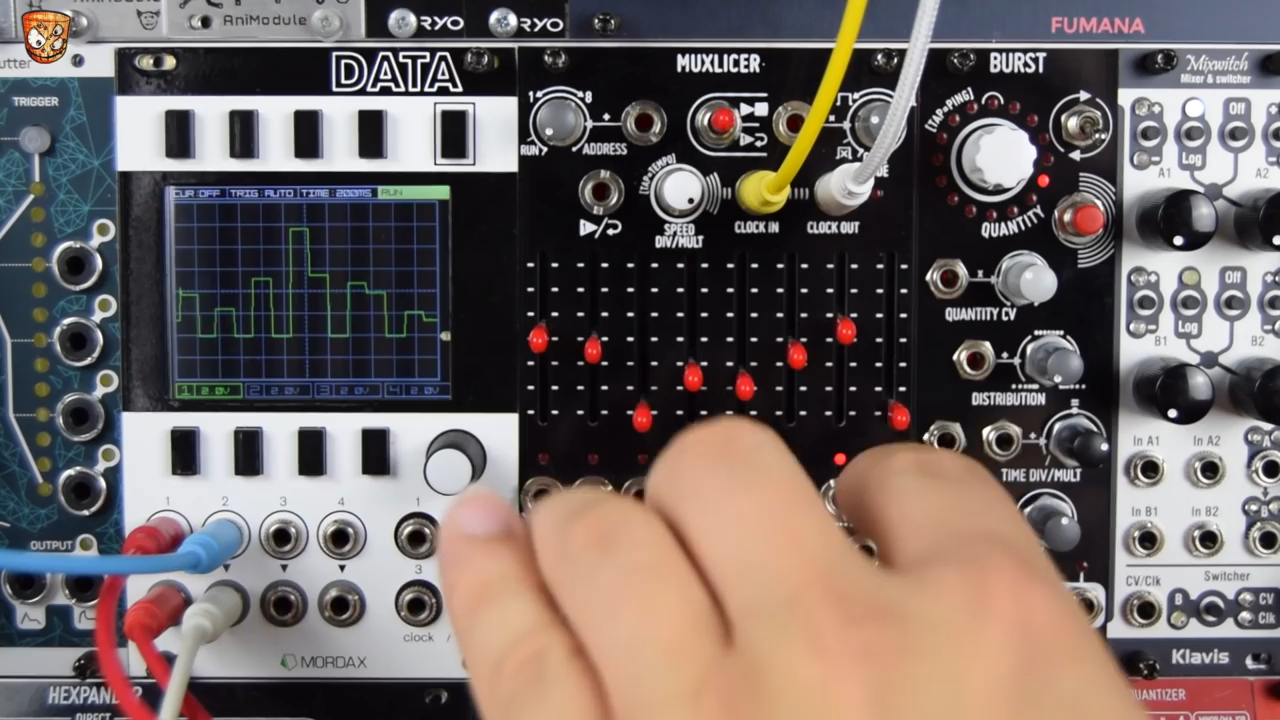 AniModule
RYO
RYO
FUMANA
TRIGGER
DATA
CUR:OFF TRIG:AUTO TIME:200MS RUN
1 2.0V 2 2.0V 3 2.0V 4 2.0V
1 2 3 4 1
3
clock
MORDAX
OUTPUT
DIRECT
MUXLICER
1 8
RUN
ADDRESS
[TAP=TEMPO]
SPEED
DIV/MULT
CLOCK IN
CLOCK OUT
BURST
[TAP=PING]
QUANTITY
QUANTITY CV
DISTRIBUTION
TIME DIV/MULT
Mixwitch
Mixer & switcher
Off
Log
A1 A2
Off
Log
B1 B2
In A1 In A2
In B1 In B2
Switcher
CV/Clk
B CV
Clk
Klavis